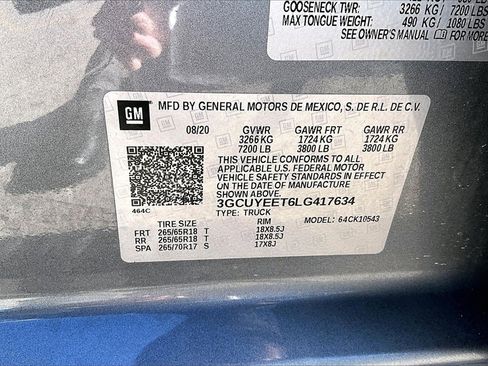 GOOSENECK TWR:
3266 KG / 7200 LBS
MAX TONGUE WEIGHT: 490 KG / 1080 LBS
SEE OWNER'S MANUAL FOR MORE
GM
MFD BY GENERAL MOTORS DE MEXICO, S. DE R.L. DE C.V.
08/20 GVWR GAWR FRT GAWR RR
3266 KG 1724 KG 1724 KG
7200 LB 3800 LB 3800 LB
THIS VEHICLE CONFORMS TO ALL
APPLICABLE U.S. FEDERAL MOTOR
VEHICLE SAFETY
THEFT PREVENTION STANDARDS IN
EFFECT ON THE DATE OF
MANUFACTURE SHOWN ABOVE.
3GCUYEET6LG417634
464C
TYPE: TRUCK MODEL: 64CK10543
TIRE SIZE RIM
FRT 265/65R18 T 18X8.5J
RR 265/65R18 T 18X8.5J
SPA 265/70R17 S 17X8J